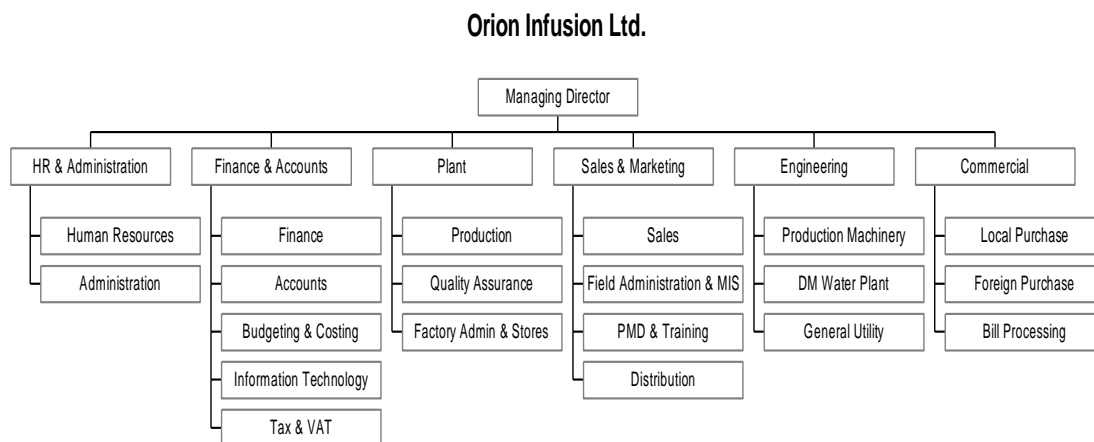 Orion Infusion Ltd.
Managing Director
HR & Administration
Finance & Accounts
Plant
Sales & Marketing
Engineering
Commercial
Human Resources
Finance
Production
Sales
Production Machinery
Local Purchase
Administration
Accounts
Quality Assurance
Field Administration & MIS
DM Water Plant
Foreign Purchase
Budgeting & Costing
Factory Admin & Stores
PMD & Training
General Utility
Bill Processing
Information Technology
Distribution
Tax & VAT